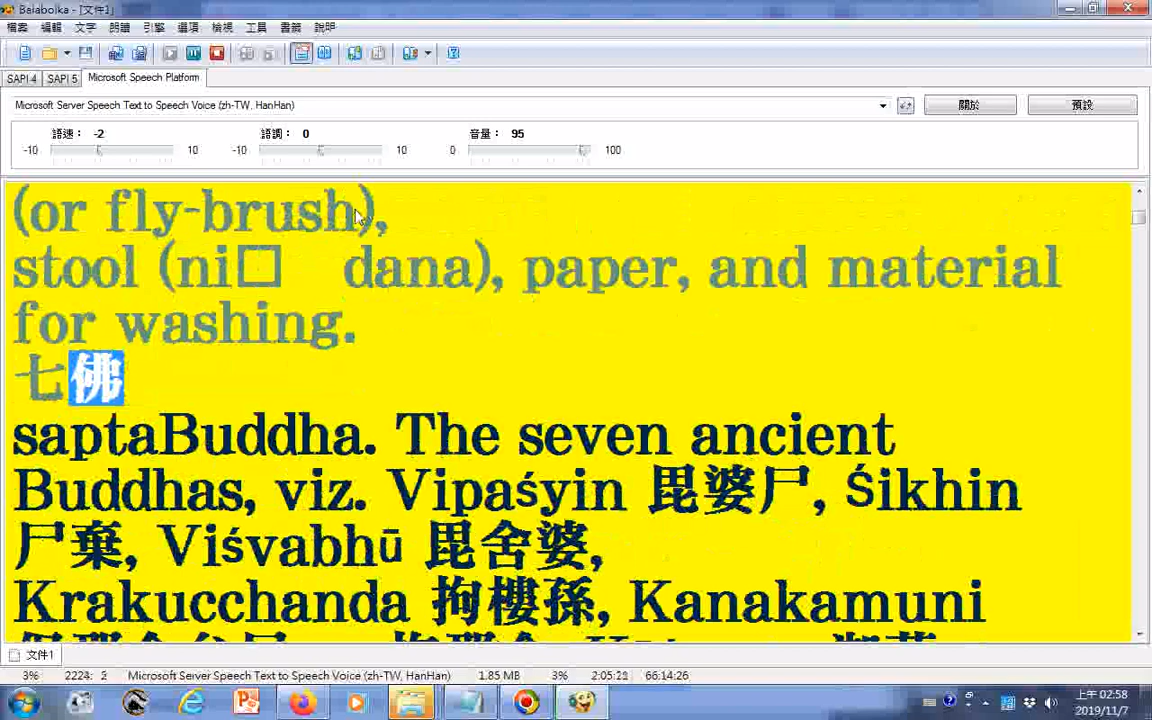 Balabolka - [文件1]
檔案 編輯 文字 朗讀 引擎 選項 檢視 工具 書籤 說明
SAPI 4 SAPI 5 Microsoft Speech Platform
Microsoft Server Speech Text to Speech Voice (zh-TW, HanHan) 關於 預設
語速： -2 語調： 0 音量： 95
-10 10 -10 10 0 100
(or fly-brush),
stool (ni□ dana), paper, and material
for washing.
七佛
saptaBuddha. The seven ancient
Buddhas, viz. Vipaśyin 毘婆尸, Śikhin
尸棄, Viśvabhū 毘舍婆,
Krakucchanda 拘樓孫, Kanakamuni
文件1
3% 2224: 2 Microsoft Server Speech Text to Speech Voice (zh-TW, HanHan) 1.85 MB 3% 2:05:21 66:14:26
上午 02:58
2019/11/7